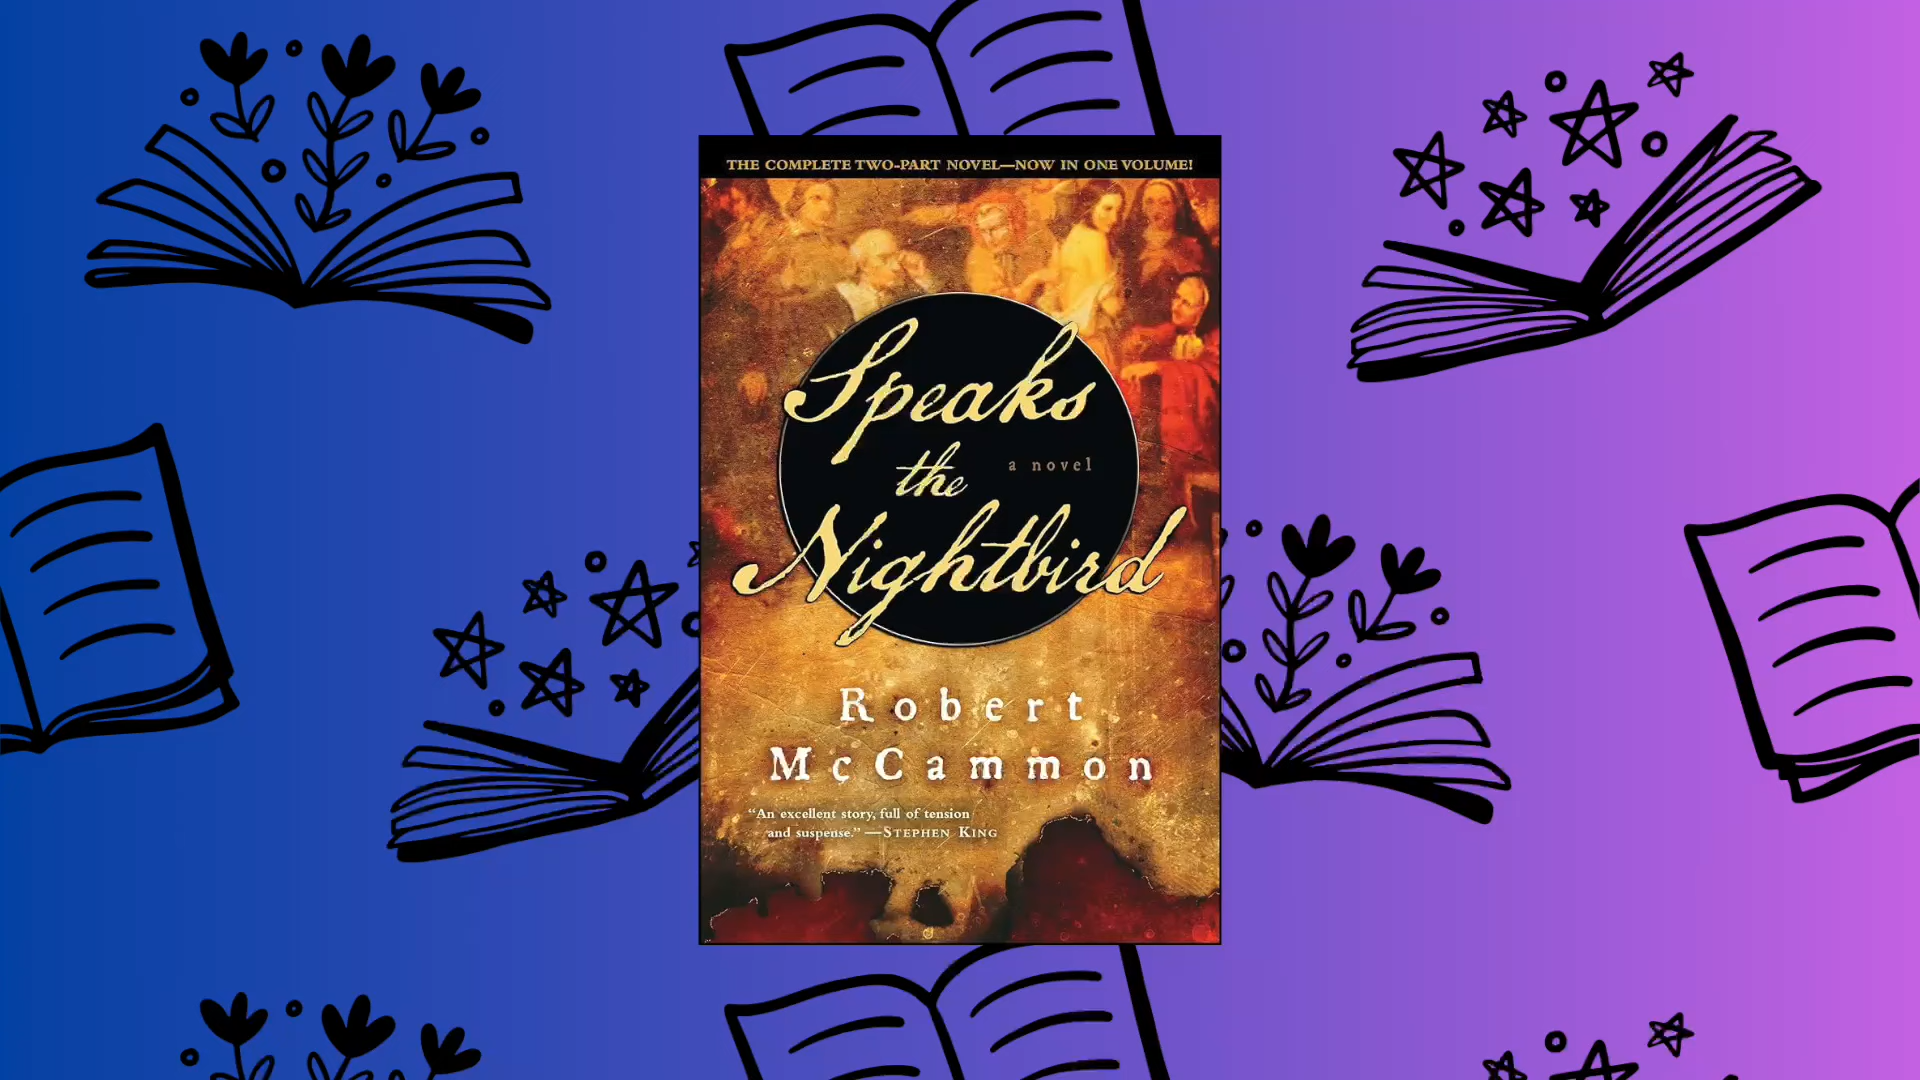 THE COMPLETE TWO-PART NOVEL—NOW IN ONE VOLUME!
Speaks
the
a novel
Nightbird
Robert
McCammon
“An excellent story, full of tension
and suspense.” —STEPHEN KING